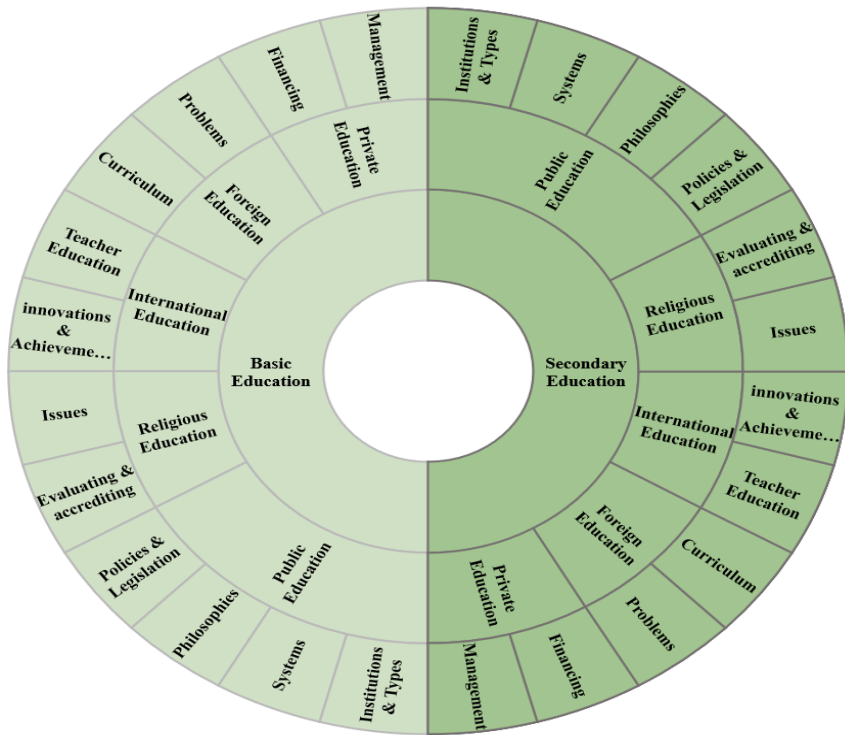 Basic
Education
Secondary
Education
Public
Education
Religious
Education
International
Education
Foreign
Education
Private
Education
Institutions
& Types
Systems
Philosophies
Policies &
Legislation
Evaluating &
accrediting
Issues
innovations
&
Achieveme...
Teacher
Education
Curriculum
Problems
Financing
Management
Public
Education
Religious
Education
International
Education
Foreign
Education
Private
Education
Institutions
& Types
Systems
Philosophies
Policies &
Legislation
Evaluating &
accrediting
Issues
innovations
&
Achieveme...
Teacher
Education
Curriculum
Problems
Financing
Management